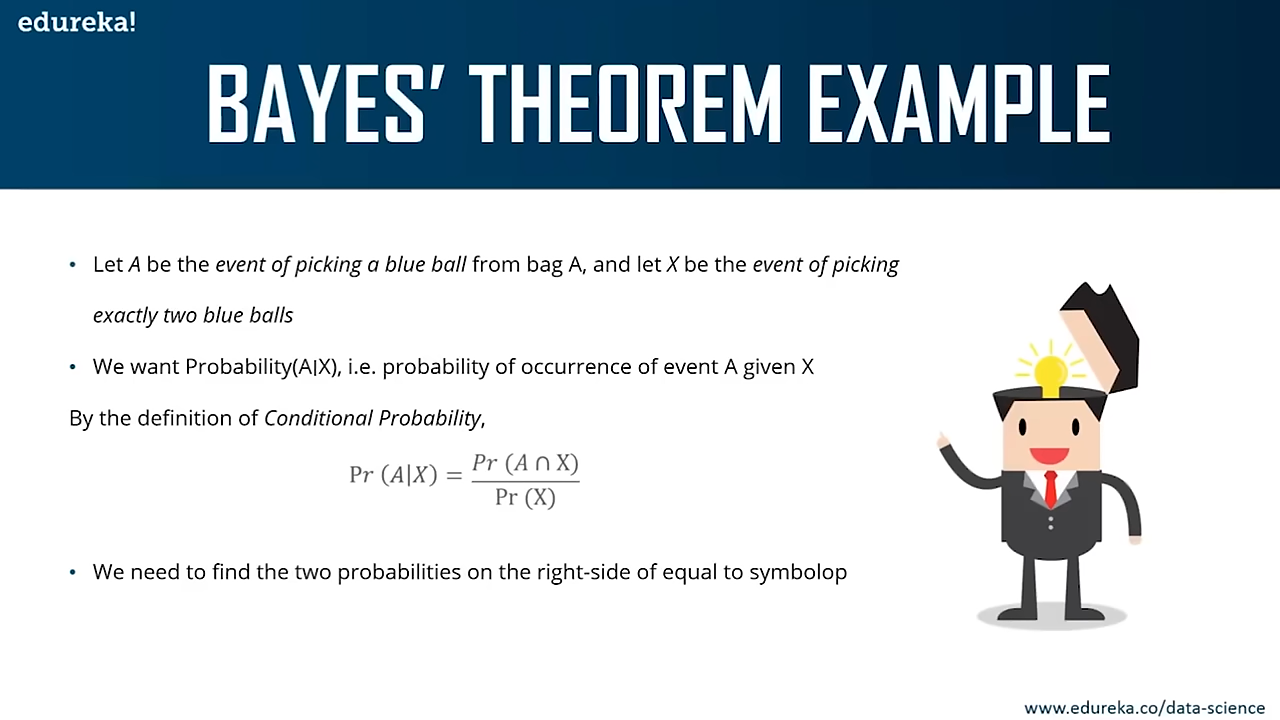 edureka!
BAYES’ THEOREM EXAMPLE
• Let A be the event of picking a blue ball from bag A, and let X be the event of picking
exactly two blue balls
• We want Probability(A|X), i.e. probability of occurrence of event A given X
By the definition of Conditional Probability,
Pr (A|X) = Pr (A ∩ X) / Pr (X)
• We need to find the two probabilities on the right-side of equal to symbolop
www.edureka.co/data-science